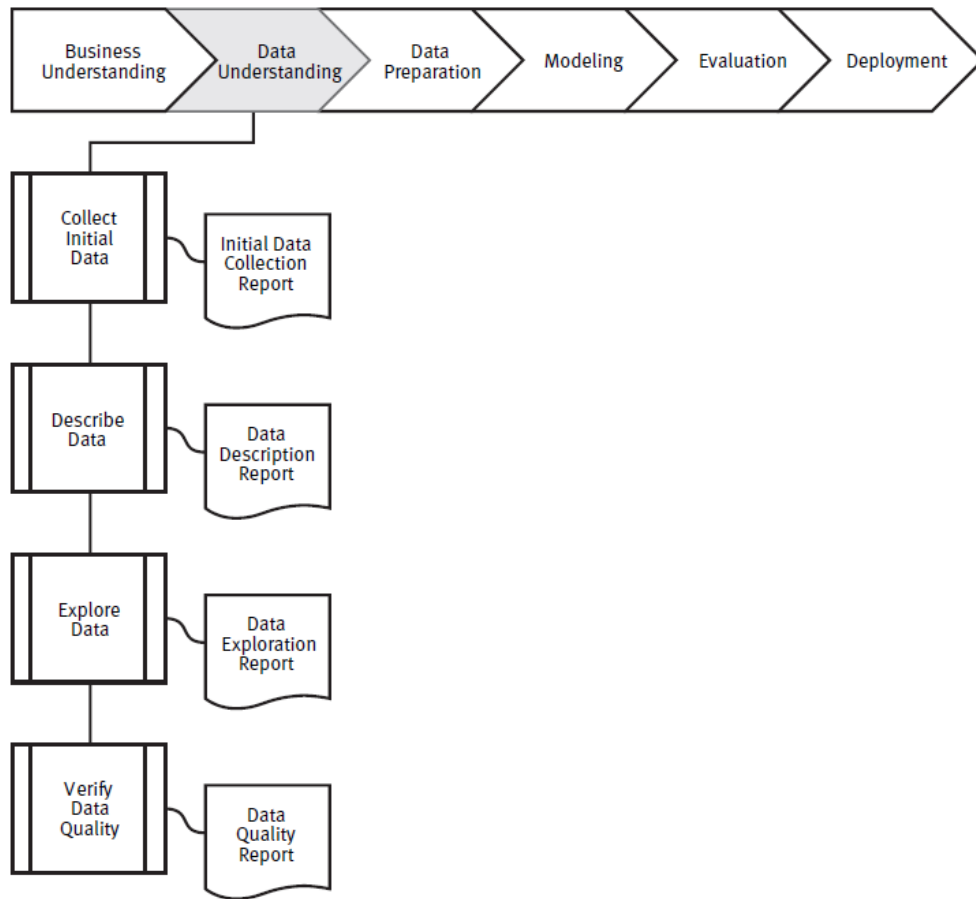 Business
Understanding
Data
Understanding
Data
Preparation
Modeling
Evaluation
Deployment
Collect
Initial
Data
Initial Data
Collection
Report
Describe
Data
Data
Description
Report
Explore
Data
Data
Exploration
Report
Verify
Data
Quality
Data
Quality
Report